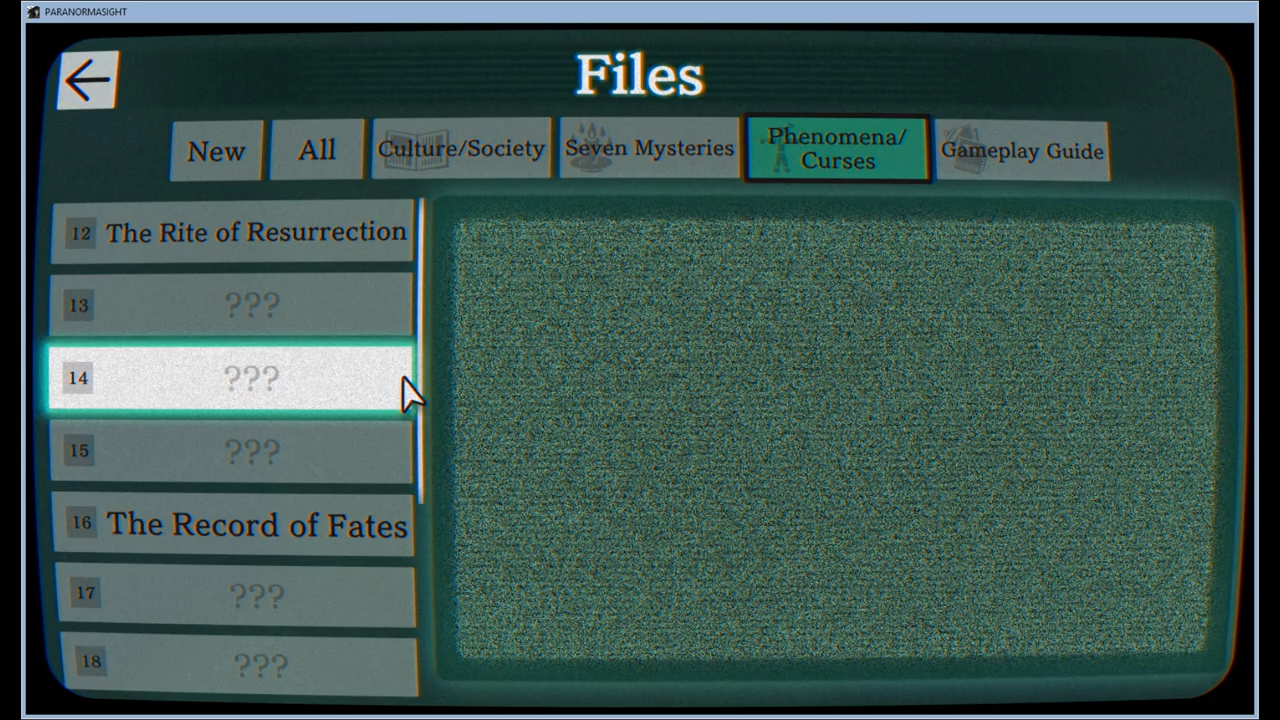 PARANORMASIGHT
Files
New
All
Culture/Society
Seven Mysteries
Phenomena/
Curses
Gameplay Guide
12 The Rite of Resurrection
13 ???
14 ???
15 ???
16 The Record of Fates
17 ???
18 ???